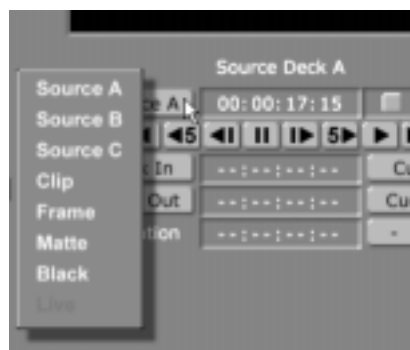 Source Deck A
Source A
ce A
00:00:17:15
Source B
◀5 ◀I II I▶ 5▶ ▶
Source C
In
--:--:--:--
Clip
Out
--:--:--:--
Cu
Frame
tion
--:--:--:--
-
Matte
Black
Live